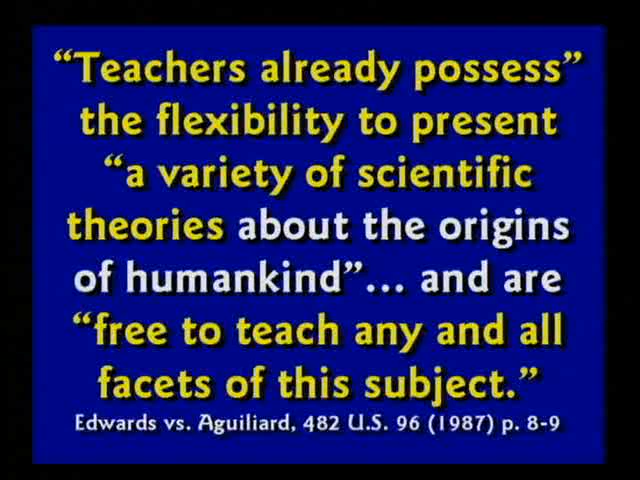 “Teachers already possess”
the flexibility to present
“a variety of scientific
theories about the origins
of humankind”... and are
“free to teach any and all
facets of this subject.”
Edwards vs. Aguiliard, 482 U.S. 96 (1987) p. 8-9